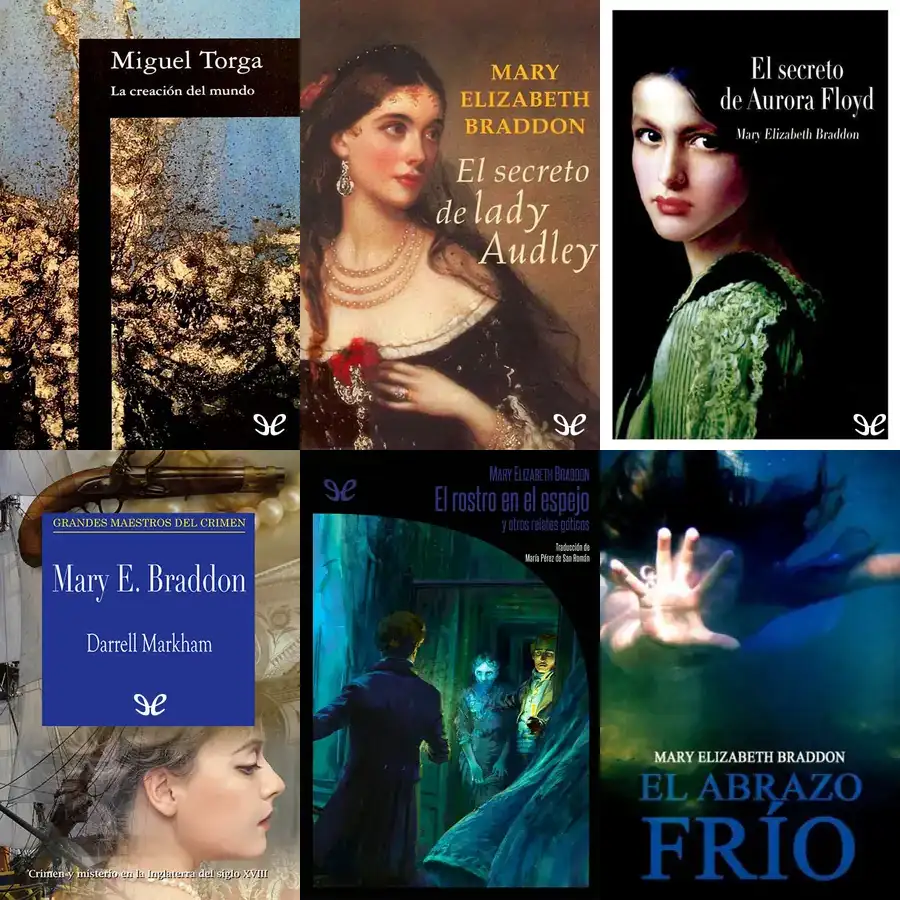 Miguel Torga
La creación del mundo
MARY
ELIZABETH
BRADDON
El secreto
de lady
Audley
El secreto
de Aurora Floyd
Mary Elizabeth Braddon
GRANDES MAESTROS DEL CRIMEN
Mary E. Braddon
Darrell Markham
Crimen y misterio en la Inglaterra del siglo XVIII
MARY ELIZABETH BRADDON
El rostro en el espejo
y otros relatos góticos
Traducción de
María Pérez de San Román
MARY ELIZABETH BRADDON
EL ABRAZO
FRÍO